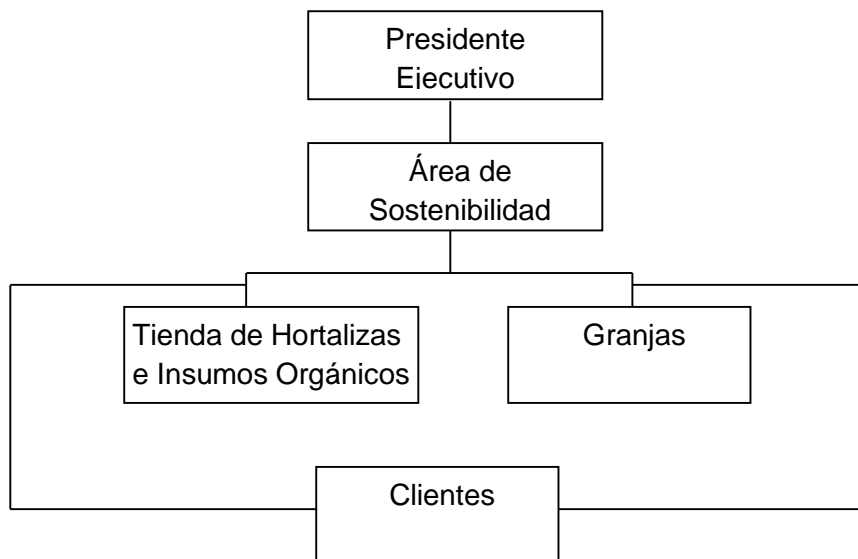 Presidente
Ejecutivo
Área de
Sostenibilidad
Tienda de Hortalizas
e Insumos Orgánicos
Granjas
Clientes